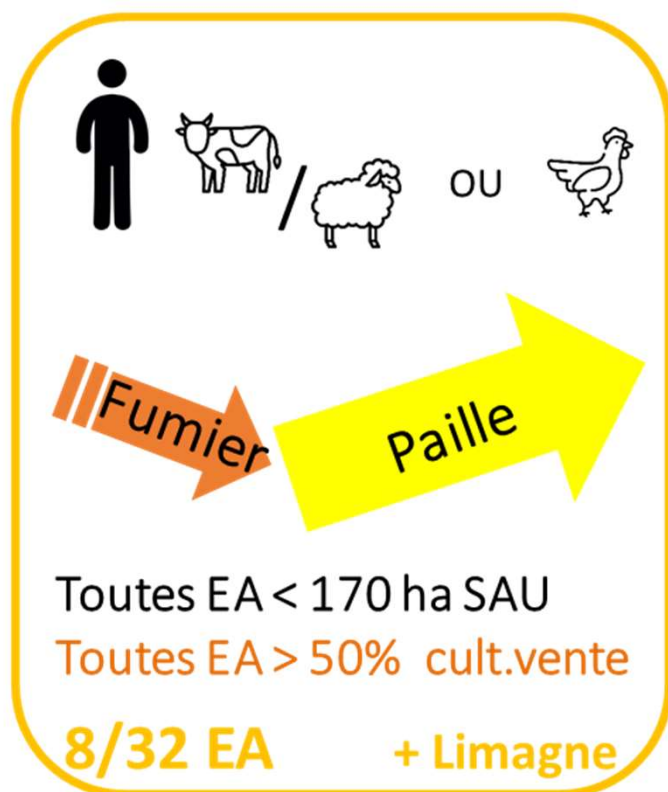 OU
Fumier
Paille
Toutes EA < 170 ha SAU
Toutes EA > 50% cult.vente
8/32 EA + Limagne